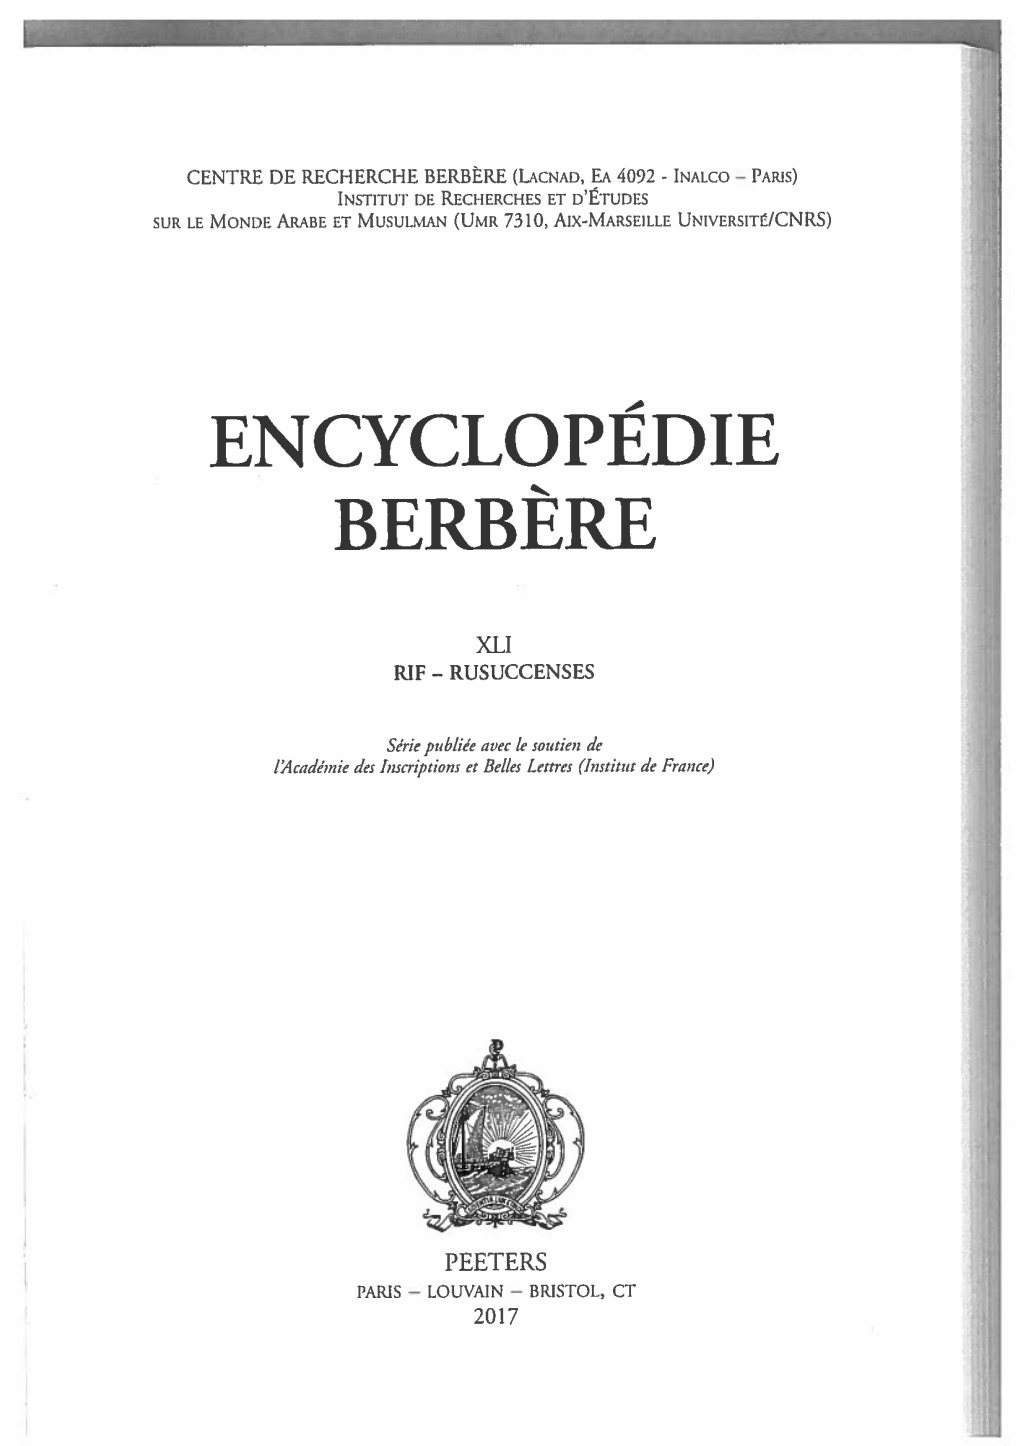 CENTRE DE RECHERCHE BERBÈRE (LACNAD, EA 4092 - INALCO – PARIS)
INSTITUT DE RECHERCHES ET D'ÉTUDES
SUR LE MONDE ARABE ET MUSULMAN (UMR 7310, AIX-MARSEILLE UNIVERSITÉ/CNRS)
ENCYCLOPÉDIE
BERBÈRE
XLI
RIF – RUSUCCENSES
Série publiée avec le soutien de
l'Académie des Inscriptions et Belles Lettres (Institut de France)
PEETERS
PARIS – LOUVAIN – BRISTOL, CT
2017